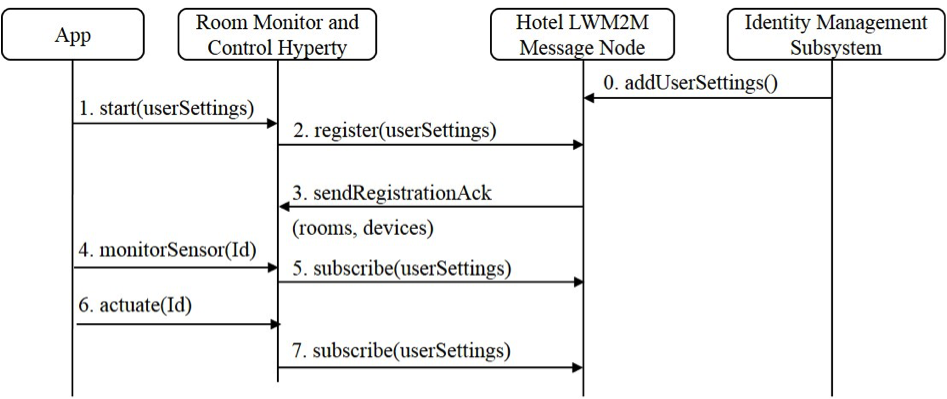 App
Room Monitor and
Control Hyperty
Hotel LWM2M
Message Node
Identity Management
Subsystem
0. addUserSettings()
1. start(userSettings)
2. register(userSettings)
3. sendRegistrationAck
(rooms, devices)
4. monitorSensor(Id)
5. subscribe(userSettings)
6. actuate(Id)
7. subscribe(userSettings)